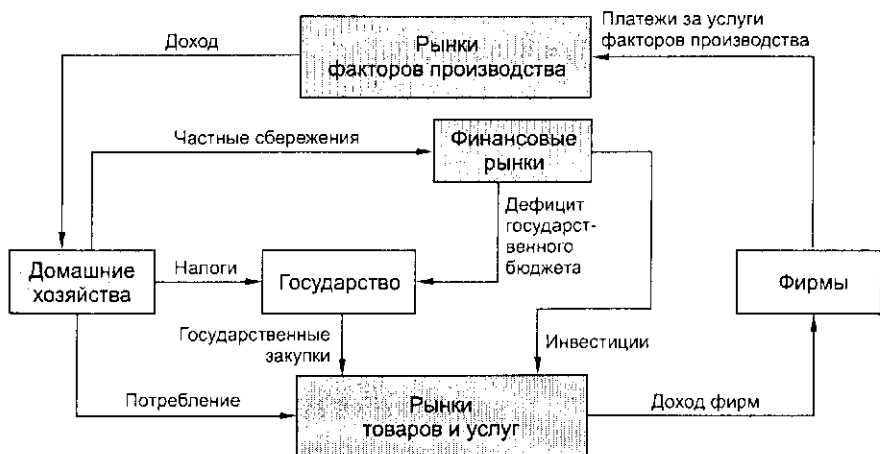 Доход
Рынки
факторов производства
Платежи за услуги
факторов производства
Частные сбережения
Финансовые
рынки
Дефицит
государст-
венного
бюджета
Домашние
хозяйства
Налоги
Государство
Фирмы
Государственные
закупки
Инвестиции
Потребление
Рынки
товаров и услуг
Доход фирм